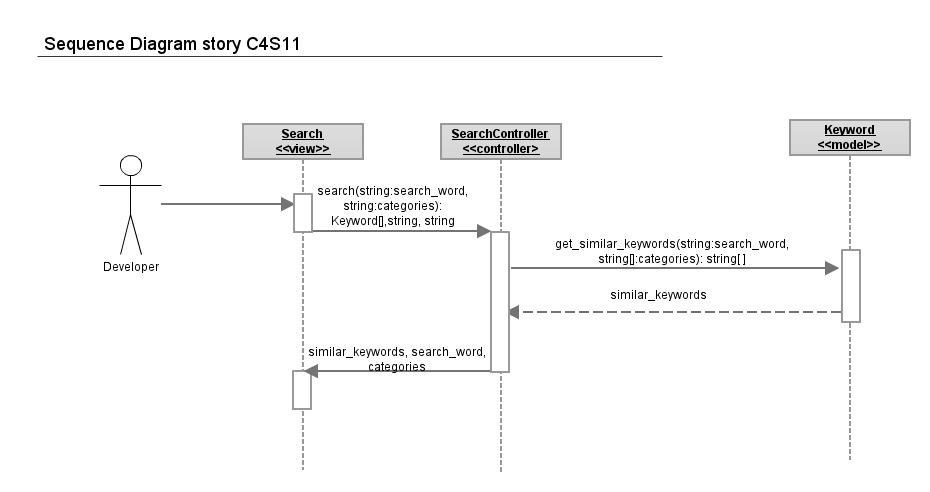 Sequence Diagram story C4S11
Search
<<view>>
SearchController
<<controller>
Keyword
<<model>>
search(string:search_word,
string:categories):
Keyword[],string, string
Developer
get_similar_keywords(string:search_word,
string[]:categories): string[ ]
similar_keywords
similar_keywords, search_word,
categories